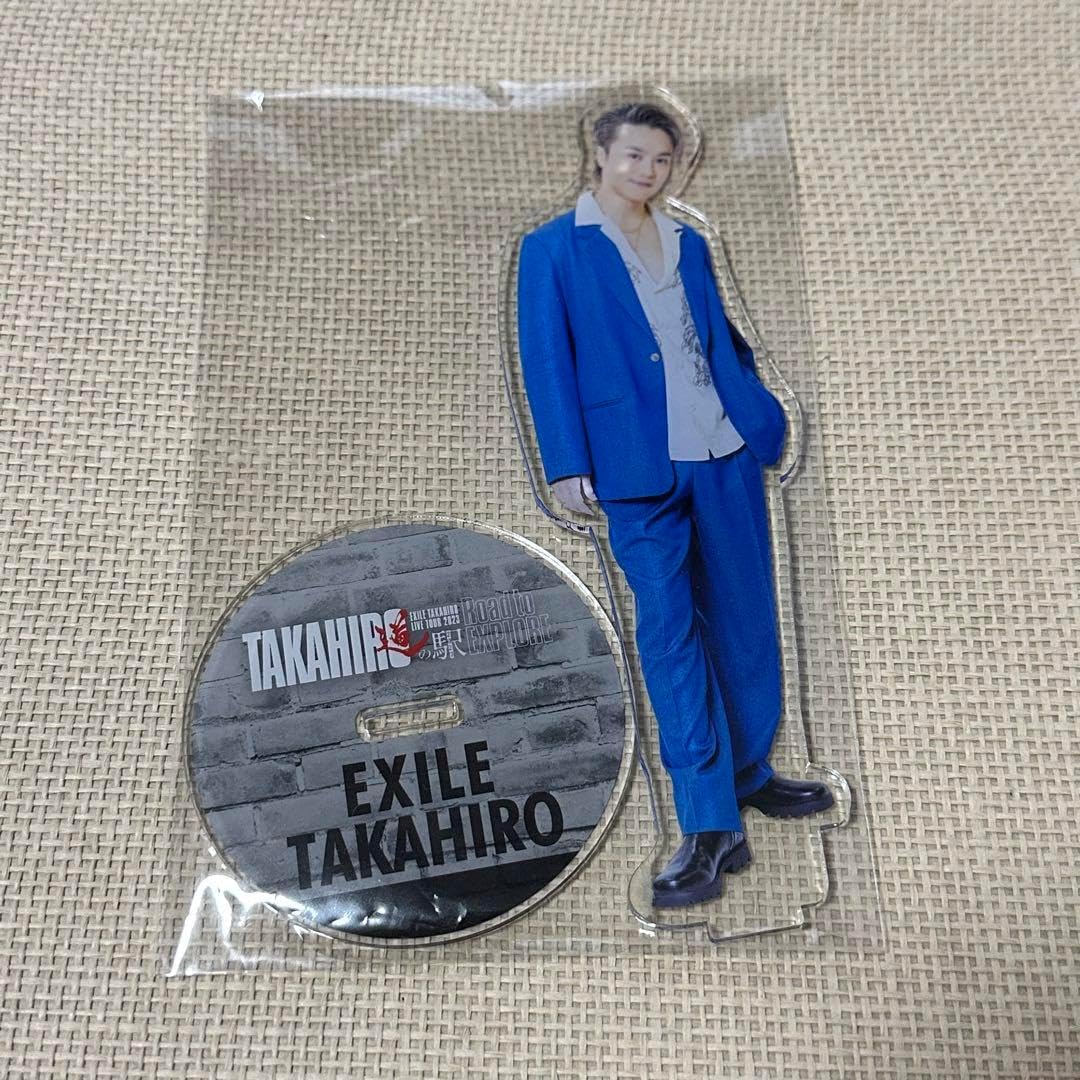 TAKAHIRO
道の駅
EXILE TAKAHIRO
LIVE TOUR 2023
Road to
EXPLORE
EXILE
TAKAHIRO